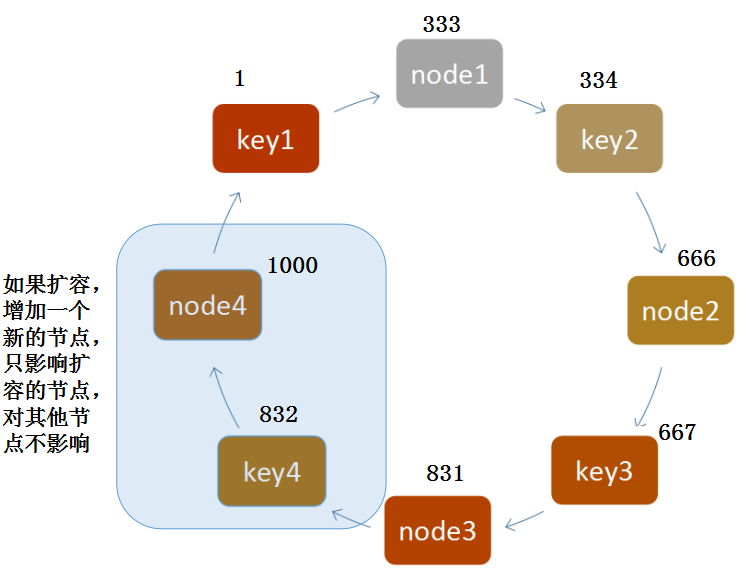 333
node1
1
key1
334
key2
1000
node4
666
node2
如果扩容，
增加一个
新的节点，
只影响扩
容的节点，
对其他节
点不影响
832
key4
667
key3
831
node3